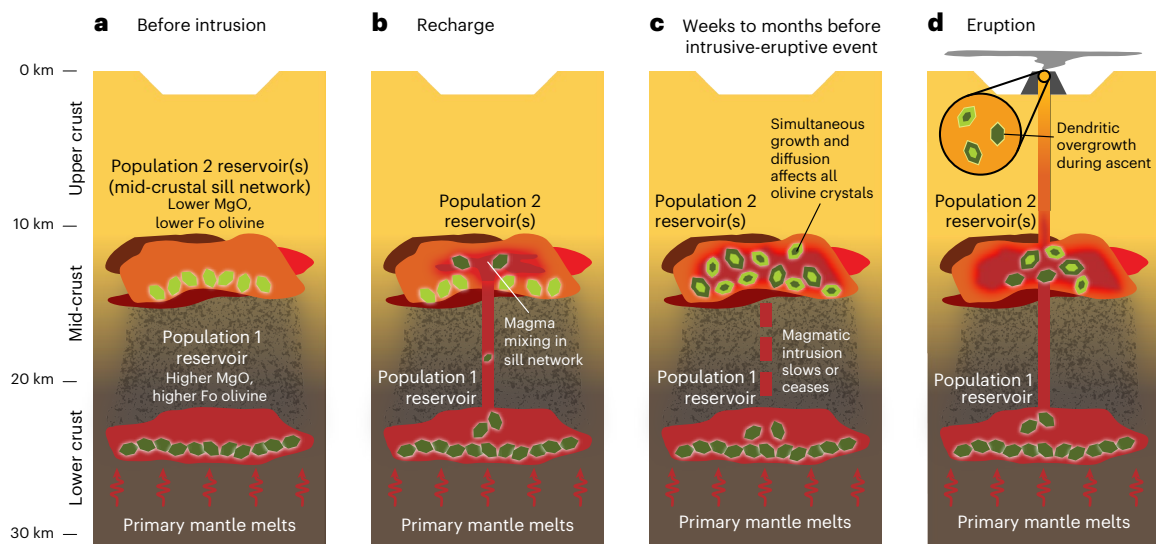 a Before intrusion
b Recharge
c Weeks to months before
intrusive-eruptive event
d Eruption
0 km
10 km
20 km
30 km
Upper crust
Mid-crust
Lower crust
Population 2 reservoir(s)
(mid-crustal sill network)
Lower MgO,
lower Fo olivine
Population 1
reservoir
Higher MgO,
higher Fo olivine
Primary mantle melts
Population 2
reservoir(s)
Magma
mixing in
sill network
Population 1
reservoir
Primary mantle melts
Simultaneous
growth and
diffusion
affects all
olivine crystals
Population 2
reservoir(s)
Magmatic
intrusion
slows or
ceases
Population 1
reservoir
Primary mantle melts
Dendritic
overgrowth
during ascent
Population 2
reservoir(s)
Population 1
reservoir
Primary mantle melts